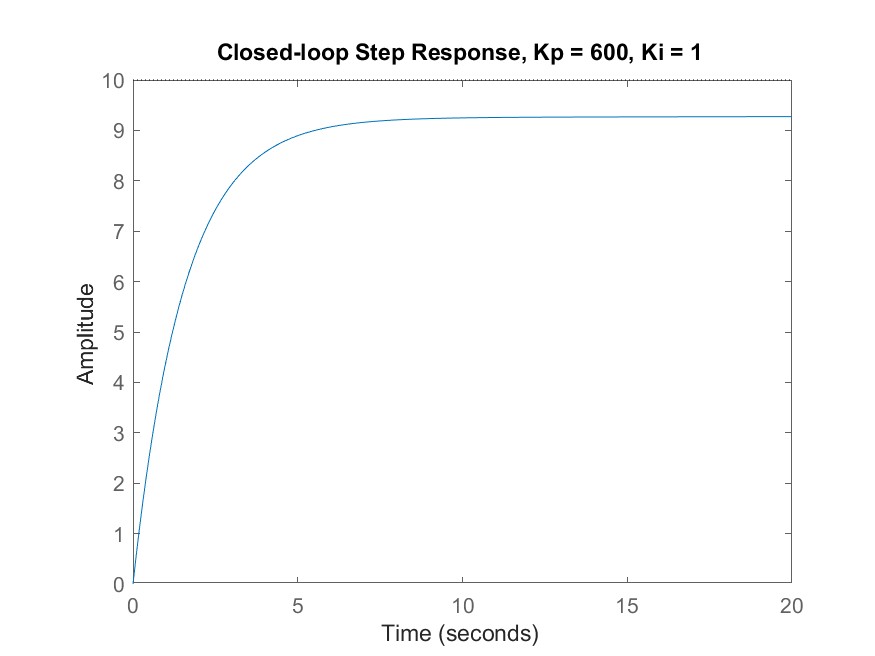 Closed-loop Step Response, Kp = 600, Ki = 1
10
9
8
7
6
5
4
3
2
1
0
Amplitude
0 5 10 15 20
Time (seconds)